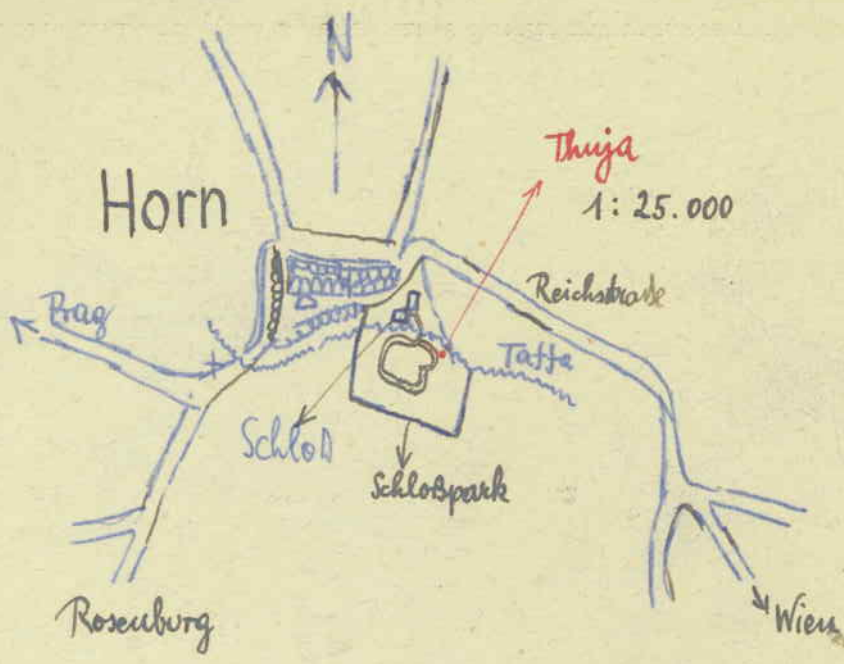 N
Thuja
1: 25.000
Horn
Reichstraße
Prag
Taffa
Schloß
Schloßpark
Rosenburg
Wien